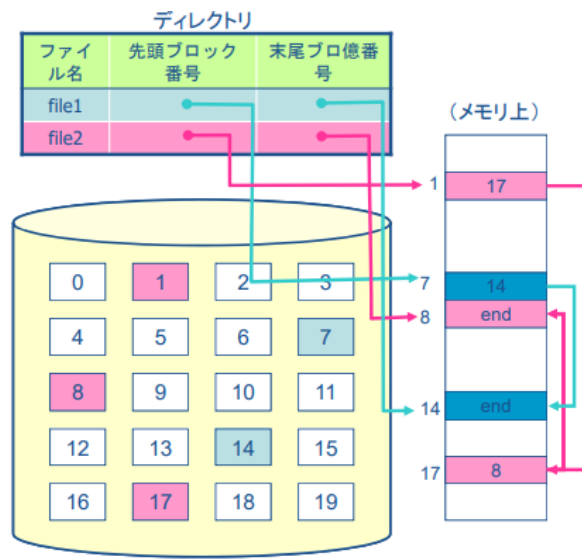 ディレクトリ
ファイ
ル名
先頭ブロック
番号
末尾ブロ億番
号
file1
file2
(メモリ上)
1
17
7
14
8
end
14
end
17
8
0 1 2 3
4 5 6 7
8 9 10 11
12 13 14 15
16 17 18 19